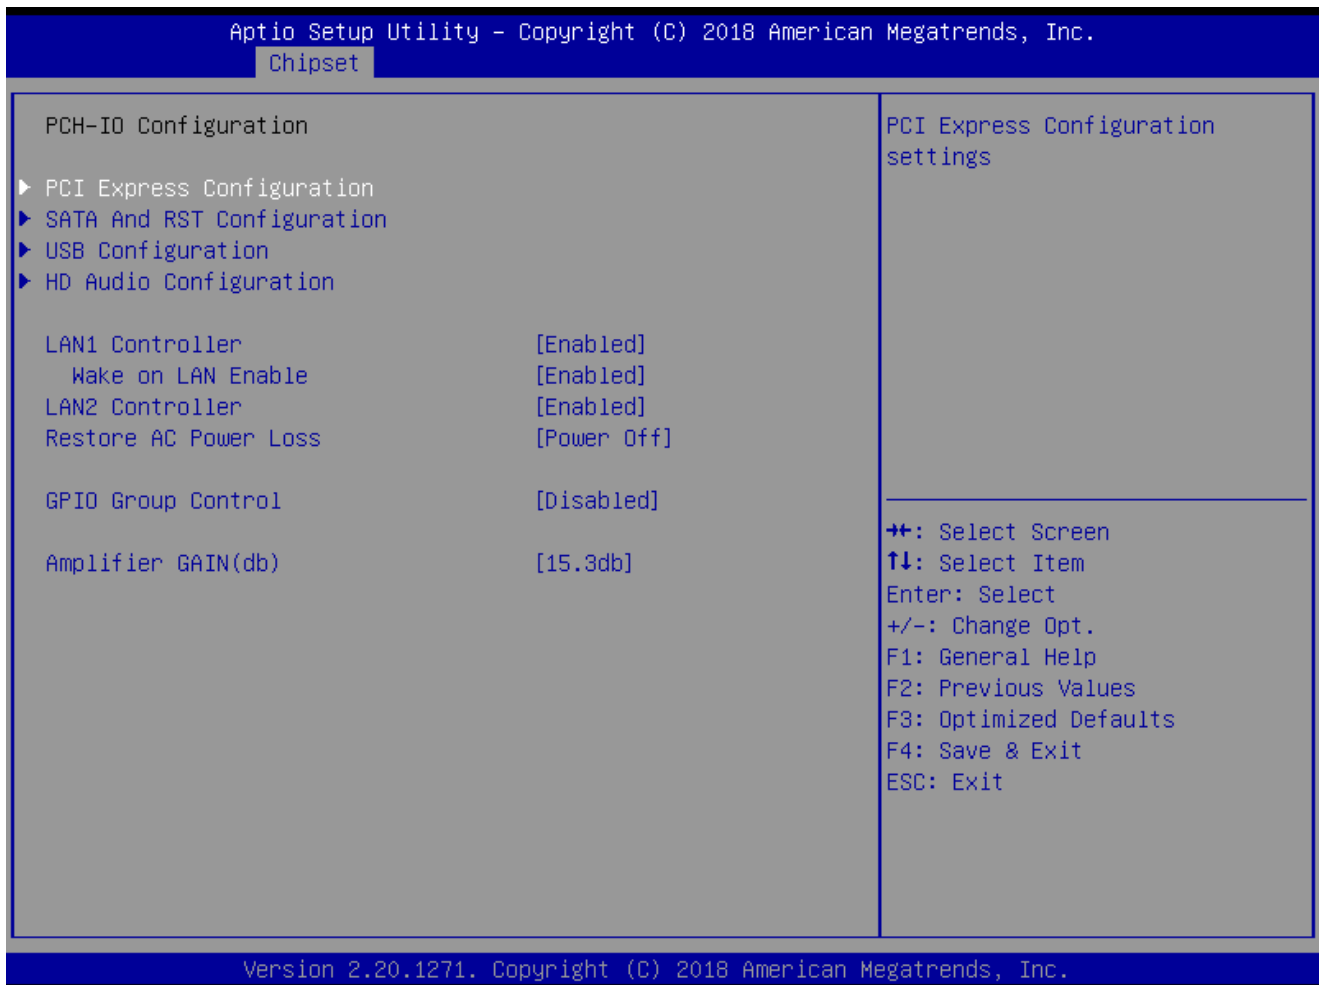 Aptio Setup Utility – Copyright (C) 2018 American Megatrends, Inc.
Chipset
PCH-IO Configuration
▶ PCI Express Configuration
▶ SATA And RST Configuration
▶ USB Configuration
▶ HD Audio Configuration
LAN1 Controller [Enabled]
Wake on LAN Enable [Enabled]
LAN2 Controller [Enabled]
Restore AC Power Loss [Power Off]
GPIO Group Control [Disabled]
Amplifier GAIN(db) [15.3db]
PCI Express Configuration
settings
→←: Select Screen
↑↓: Select Item
Enter: Select
+/-: Change Opt.
F1: General Help
F2: Previous Values
F3: Optimized Defaults
F4: Save & Exit
ESC: Exit
Version 2.20.1271. Copyright (C) 2018 American Megatrends, Inc.